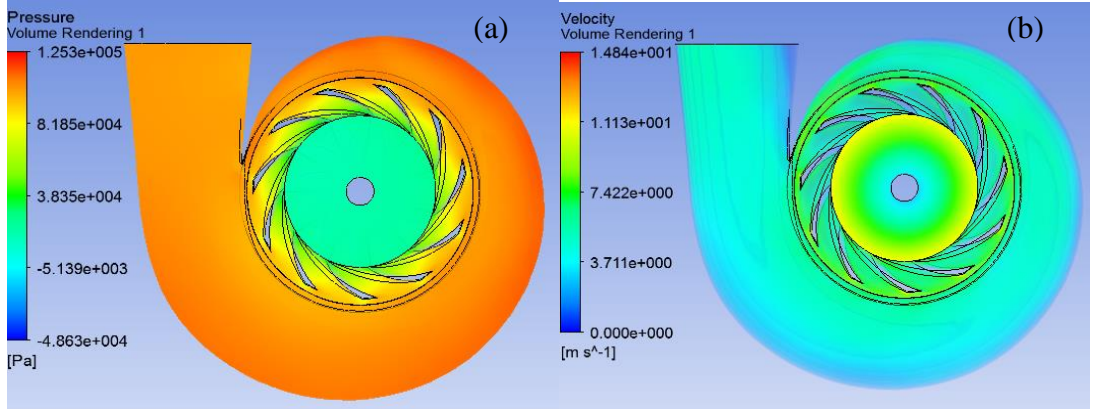 Pressure
Volume Rendering 1
(a)
1.253e+005
8.185e+004
3.835e+004
-5.139e+003
-4.863e+004
[Pa]
Velocity
Volume Rendering 1
(b)
1.484e+001
1.113e+001
7.422e+000
3.711e+000
0.000e+000
[m s^-1]